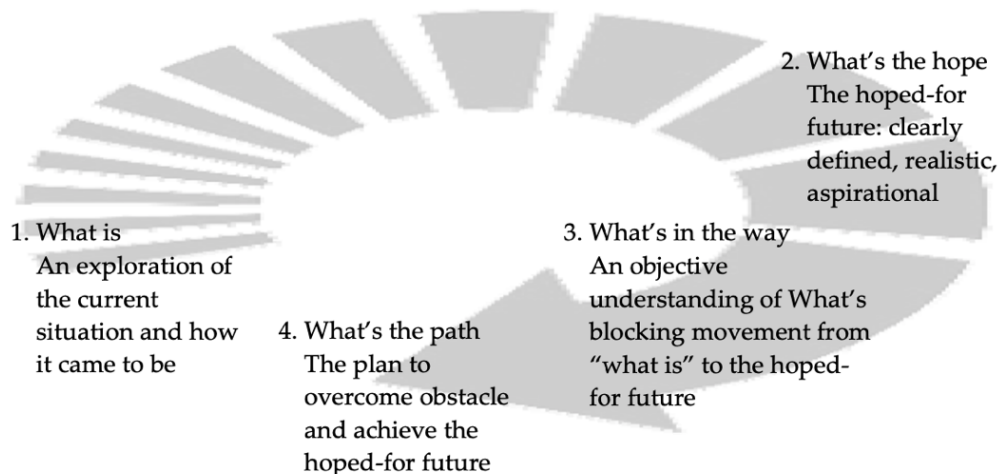 1. What is
An exploration of
the current
situation and how
it came to be
2. What's the hope
The hoped-for
future: clearly
defined, realistic,
aspirational
3. What's in the way
An objective
understanding of What's
blocking movement from
“what is” to the hoped-
for future
4. What's the path
The plan to
overcome obstacle
and achieve the
hoped-for future